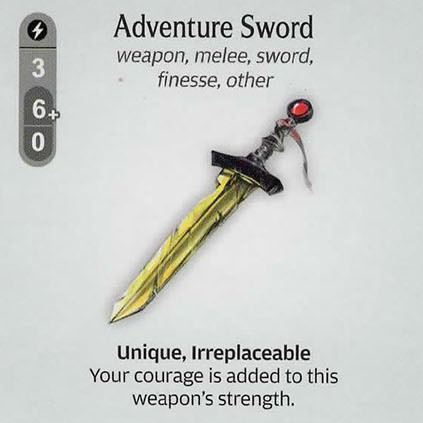 Adventure Sword
weapon, melee, sword,
finesse, other
3
6+
0
Unique, Irreplaceable
Your courage is added to this
weapon's strength.